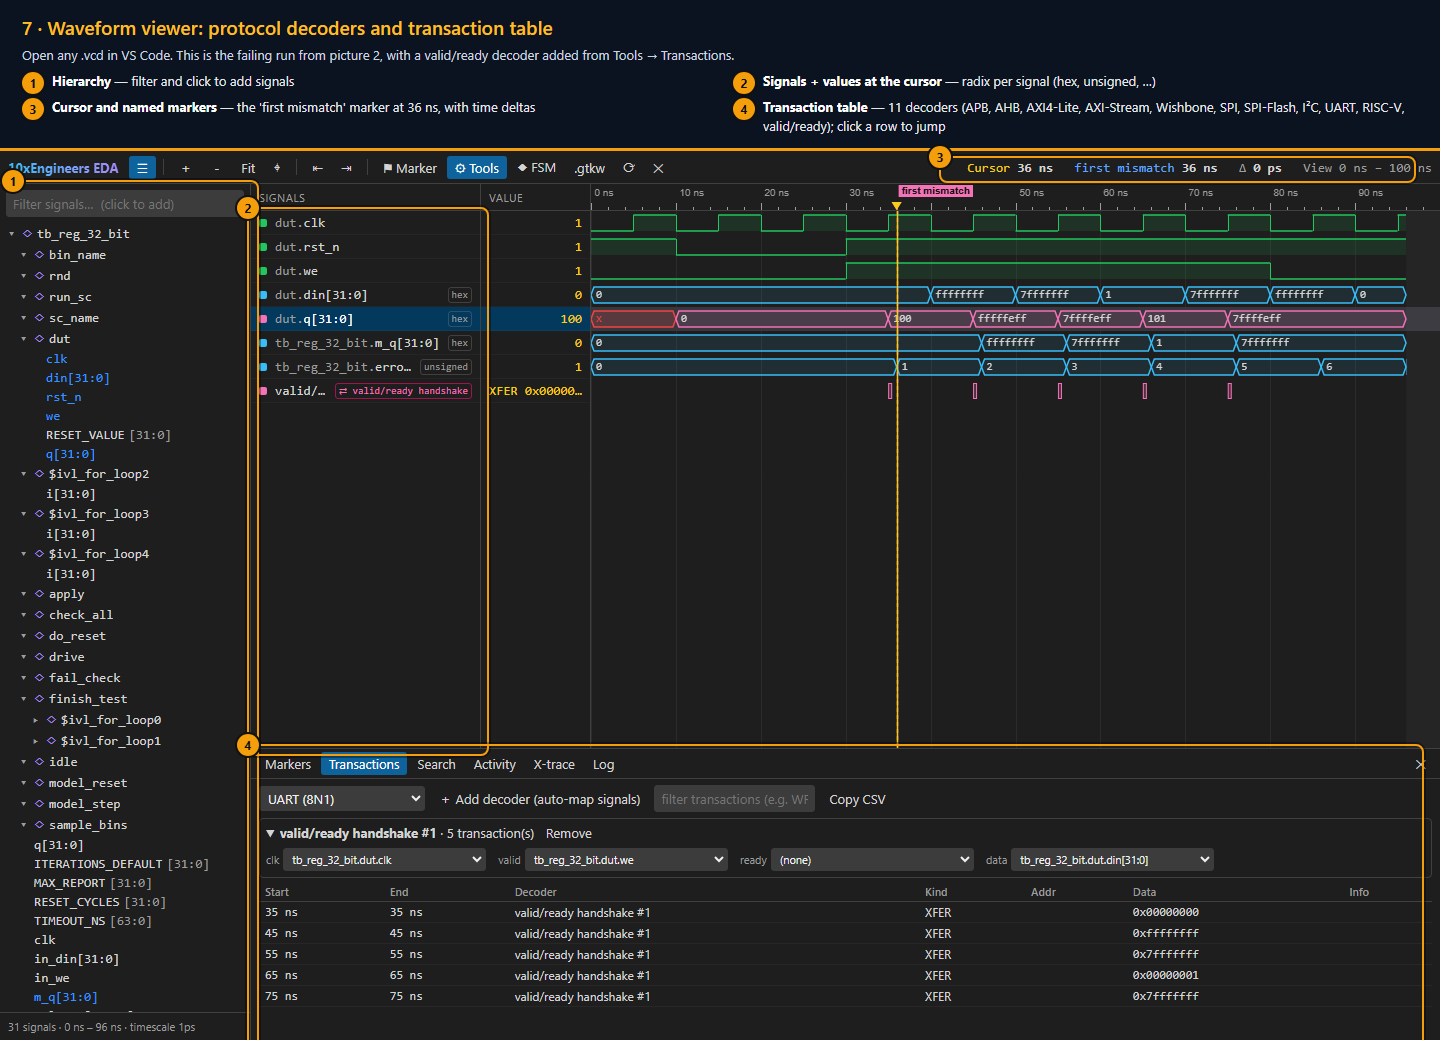 7 · Waveform viewer: protocol decoders and transaction table
Open any .vcd in VS Code. This is the failing run from picture 2, with a valid/ready decoder added from Tools → Transactions.
1 Hierarchy — filter and click to add signals
2 Signals + values at the cursor — radix per signal (hex, unsigned, ...)
3 Cursor and named markers — the 'first mismatch' marker at 36 ns, with time deltas
4 Transaction table — 11 decoders (APB, AHB, AXI4-Lite, AXI-Stream, Wishbone, SPI, SPI-Flash, I²C, UART, RISC-V,
valid/ready); click a row to jump
10xEngineers EDA ☰ + - Fit ⌖ ⇤ ⇥ ⚑ Marker ⚙ Tools ◆ FSM .gtkw ⟳ ✕ 3 Cursor 36 ns first mismatch 36 ns Δ 0 ps View 0 ns – 100 ns
1
Filter signals... (click to add)
tb_reg_32_bit
bin_name
rnd
run_sc
sc_name
dut
clk
din[31:0]
rst_n
we
RESET_VALUE [31:0]
q[31:0]
$ivl_for_loop2
i[31:0]
$ivl_for_loop3
i[31:0]
$ivl_for_loop4
i[31:0]
apply
check_all
do_reset
drive
fail_check
finish_test
$ivl_for_loop0
$ivl_for_loop1
idle
model_reset
model_step
sample_bins
q[31:0]
ITERATIONS_DEFAULT [31:0]
MAX_REPORT [31:0]
RESET_CYCLES [31:0]
TIMEOUT_NS [63:0]
clk
in_din[31:0]
in_we
m_q[31:0]
31 signals · 0 ns – 96 ns · timescale 1ps
2
SIGNALS VALUE 0 ns 10 ns 20 ns 30 ns first mismatch 50 ns 60 ns 70 ns 80 ns 90 ns
dut.clk 1
dut.rst_n 1
dut.we 1
dut.din[31:0] hex 0 0 ffffffff 7fffffff 1 7fffffff ffffffff 0
dut.q[31:0] hex 100 x 0 100 fffffeff 7ffffeff 101 7ffffeff
tb_reg_32_bit.m_q[31:0] hex 0 0 ffffffff 7fffffff 1 7fffffff
tb_reg_32_bit.erro… unsigned 1 0 1 2 3 4 5 6
valid/… ⇄ valid/ready handshake XFER 0x00000…
4
Markers Transactions Search Activity X-trace Log ✕
UART (8N1) + Add decoder (auto-map signals) filter transactions (e.g. WF Copy CSV
▼ valid/ready handshake #1 · 5 transaction(s) Remove
clk tb_reg_32_bit.dut.clk valid tb_reg_32_bit.dut.we ready (none) data tb_reg_32_bit.dut.din[31:0]
Start End Decoder Kind Addr Data Info
35 ns 35 ns valid/ready handshake #1 XFER 0x00000000
45 ns 45 ns valid/ready handshake #1 XFER 0xffffffff
55 ns 55 ns valid/ready handshake #1 XFER 0x7fffffff
65 ns 65 ns valid/ready handshake #1 XFER 0x00000001
75 ns 75 ns valid/ready handshake #1 XFER 0x7fffffff